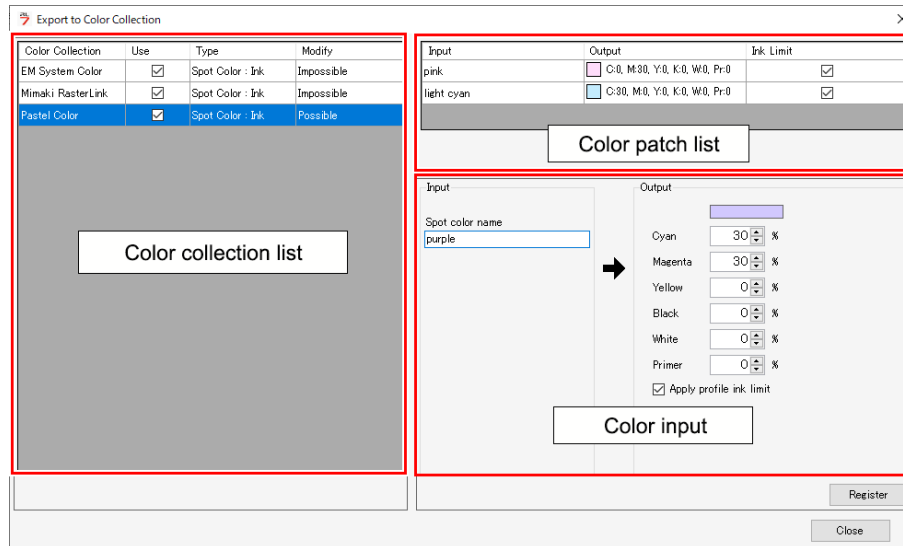 Export to Color Collection
Color Collection Use Type Modify
EM System Color Spot Color : Ink Impossible
Mimaki RasterLink Spot Color : Ink Impossible
Pastel Color Spot Color : Ink Possible
Color collection list
Input Output Ink Limit
pink C:0, M:30, Y:0, K:0, W:0, Pr:0
light cyan C:30, M:0, Y:0, K:0, W:0, Pr:0
Color patch list
Input
Spot color name
purple
Output
Cyan 30 %
Magenta 30 %
Yellow 0 %
Black 0 %
White 0 %
Primer 0 %
Apply profile ink limit
Color input
Register
Close